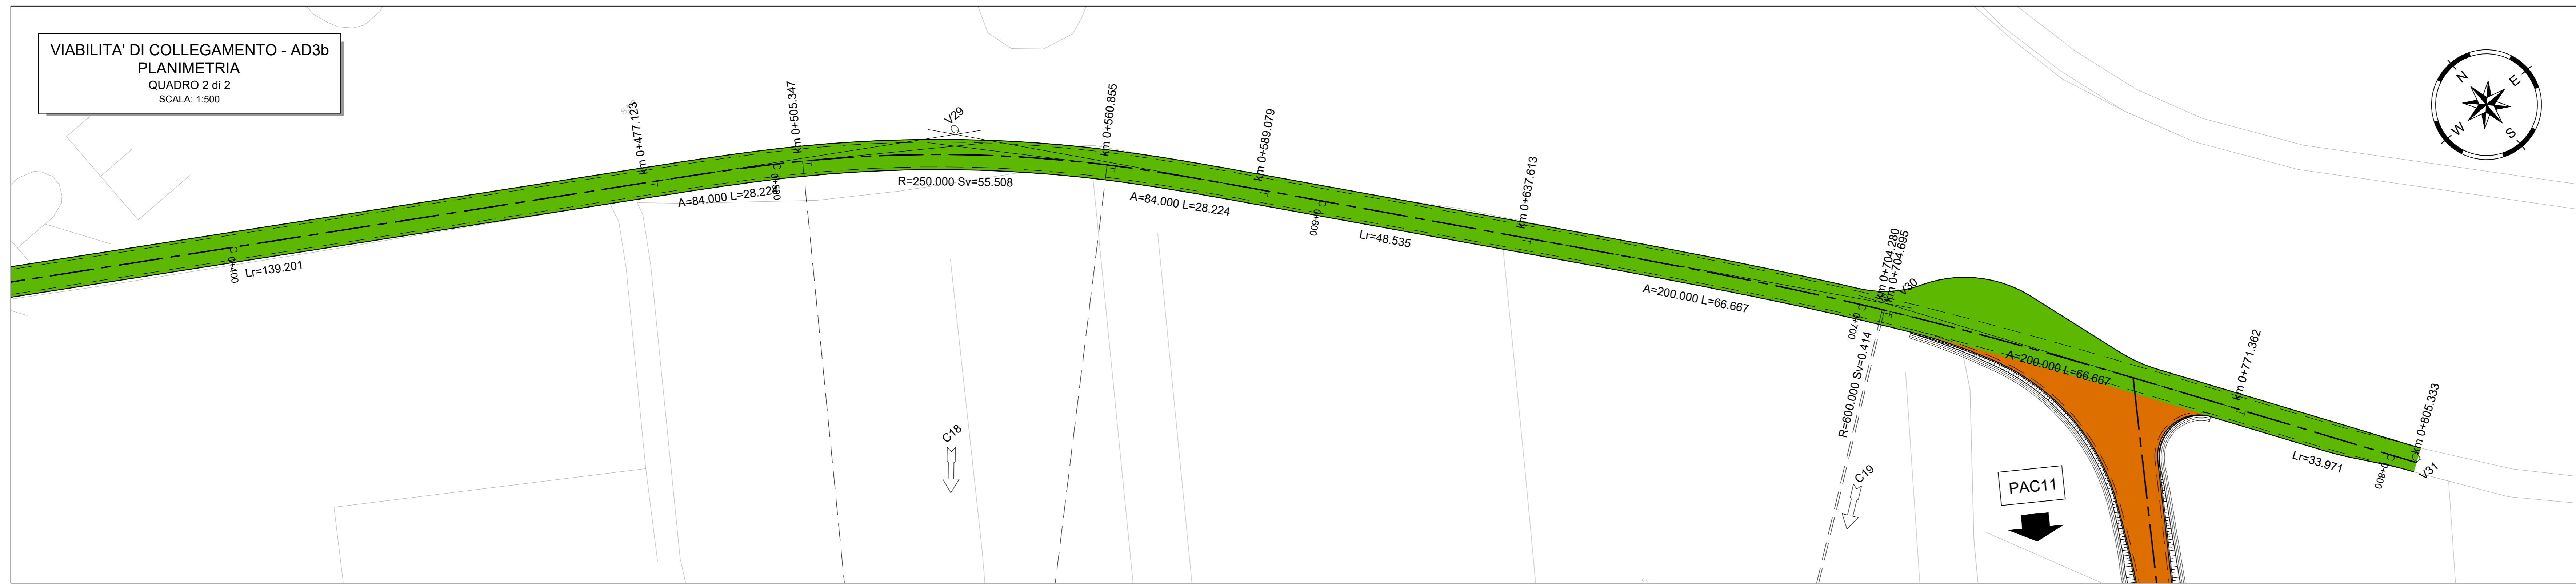 VIABILITA' DI COLLEGAMENTO - AD3b
PLANIMETRIA
QUADRO 2 di 2
SCALA: 1:500
C 0+400
Lr=139.201
km 0+477.123
A=84.000 L=28.224
C 0+500
km 0+505.347
V29
R=250.000 Sv=55.508
km 0+560.855
A=84.000 L=28.224
km 0+589.079
C 0+600
Lr=48.535
km 0+637.613
A=200.000 L=66.667
C 0+700
km 0+704.280
km 0+704.695
V30
R=600.000 Sv=0.414
A=200.000 L=66.667
km 0+771.362
Lr=33.971
C 0+800
km 0+805.333
V31
C18
C19
PAC11
N
E
S
W